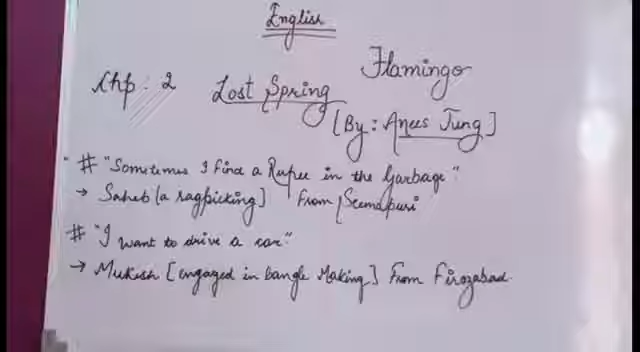 English
Flamingo
Chp. 2 Lost Spring
[By: Anees Jung]
# "Sometimes I find a Rupee in the Garbage".
→ Saheb (a ragpicking] From Seemapuri
# "I want to drive a car"
→ Mukesh [engaged in bangle Making] From Firozabad.